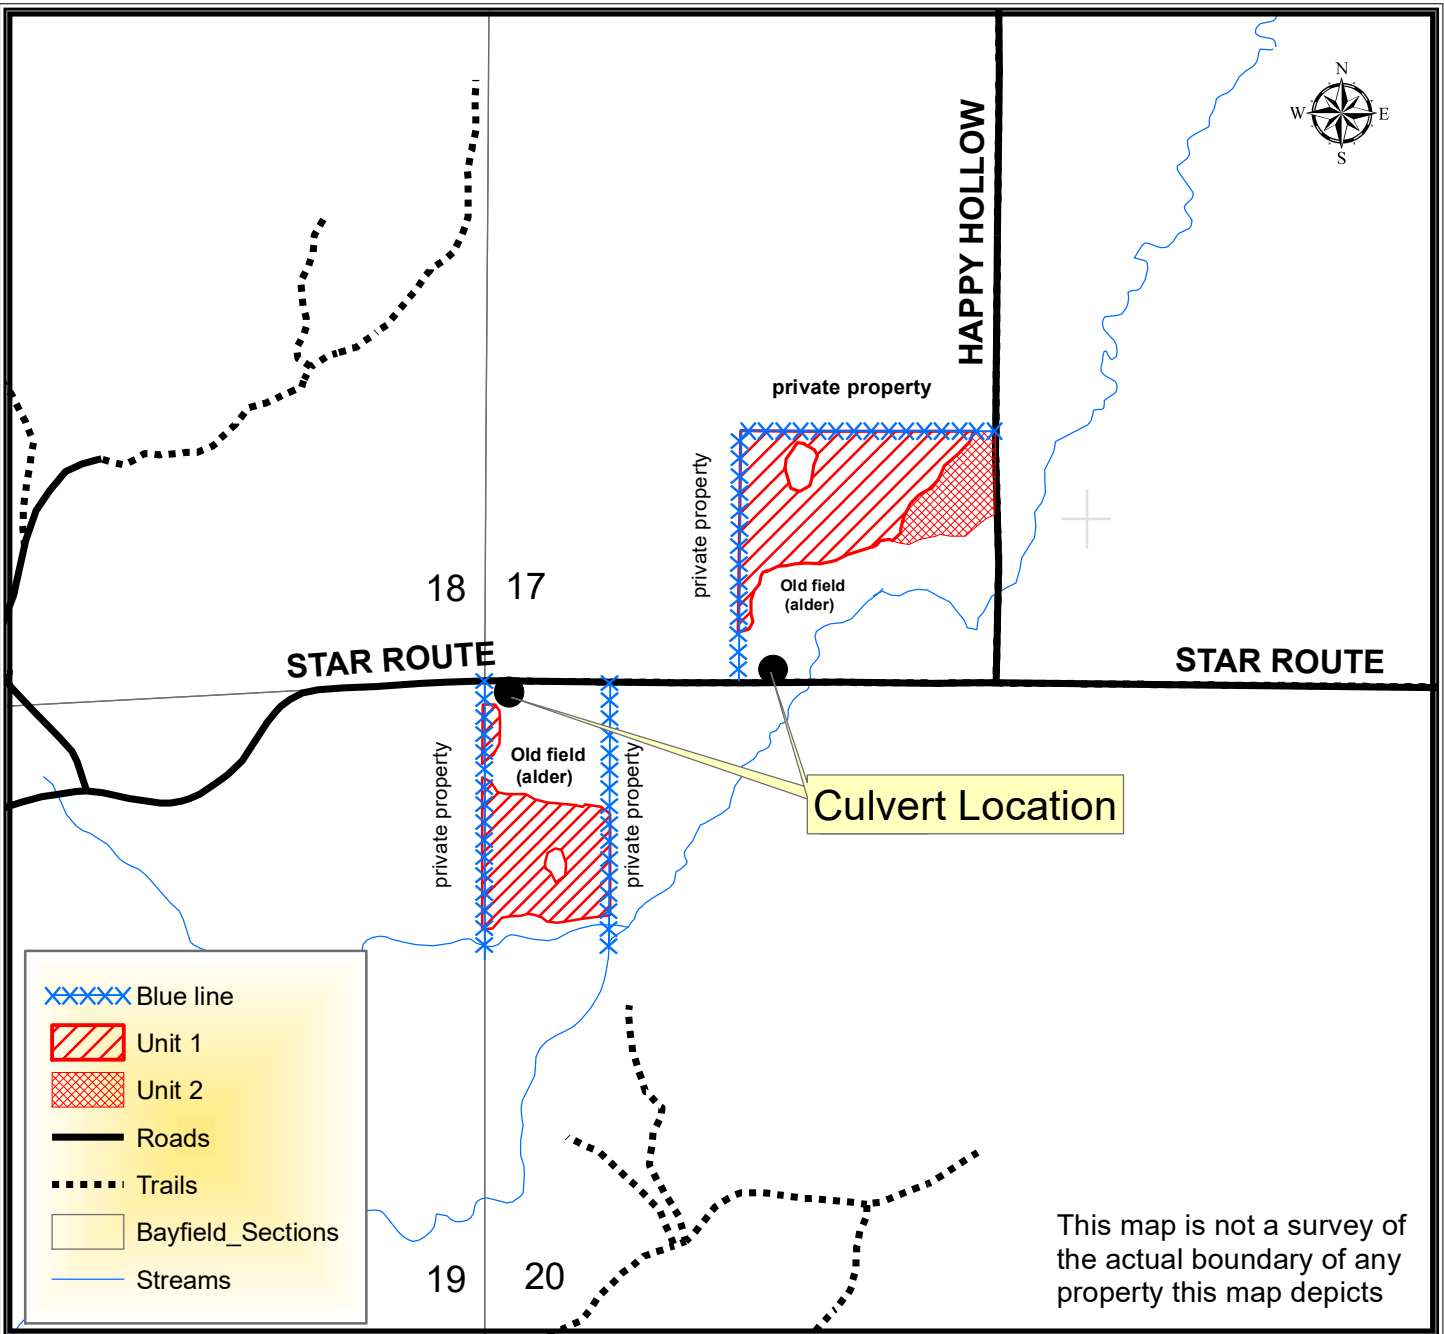 N
W
E
S
HAPPY HOLLOW
private property
private property
18
17
Old field
(alder)
STAR ROUTE
STAR ROUTE
private property
Old field
(alder)
private property
Culvert Location
Blue line
Unit 1
Unit 2
Roads
Trails
Bayfield_Sections
Streams
19
20
This map is not a survey of
the actual boundary of any
property this map depicts